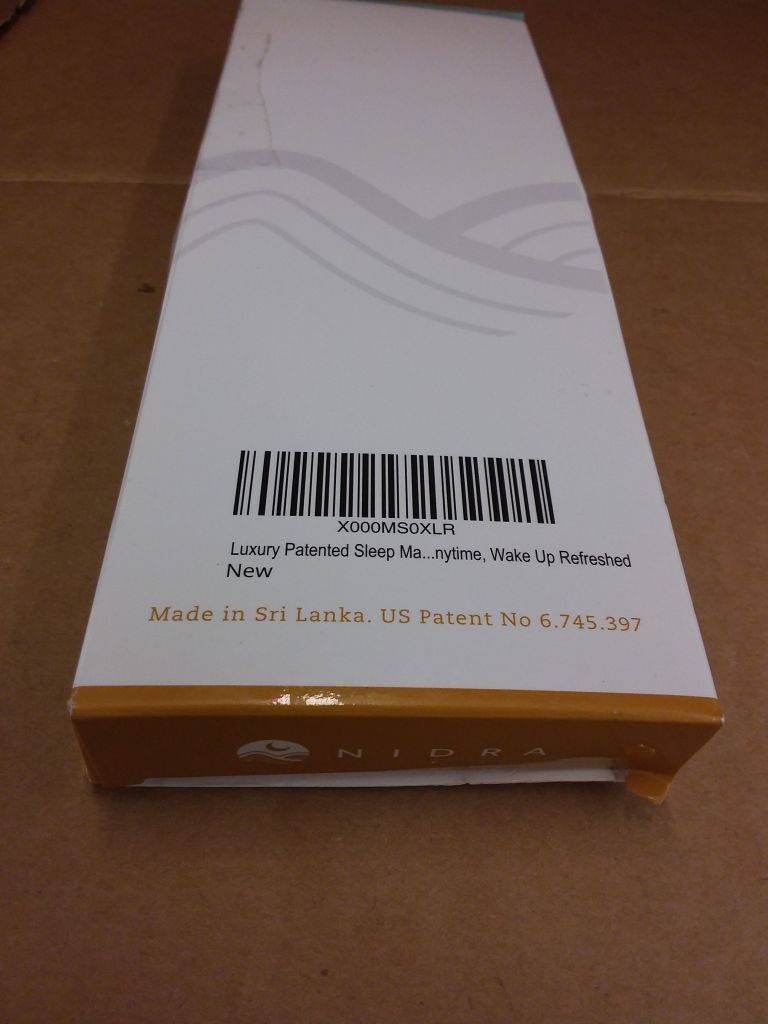 X000MS0XLR
Luxury Patented Sleep Ma...nytime, Wake Up Refreshed
New
Made in Sri Lanka. US Patent No 6.745.397
NIDRA